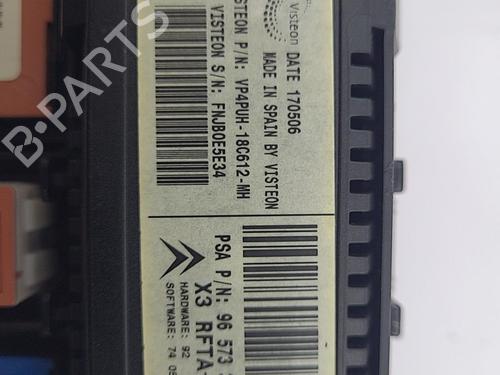 Visteon DATE 170506
MADE IN SPAIN BY VISTEON
P/N: VP4PUH-18C612-MH
VISTEON S/N: FNJB0E5E34
PSA P/N: 96 573
X3 RFTA
HARDWARE: 92
SOFTWARE: 74
B-PARTS